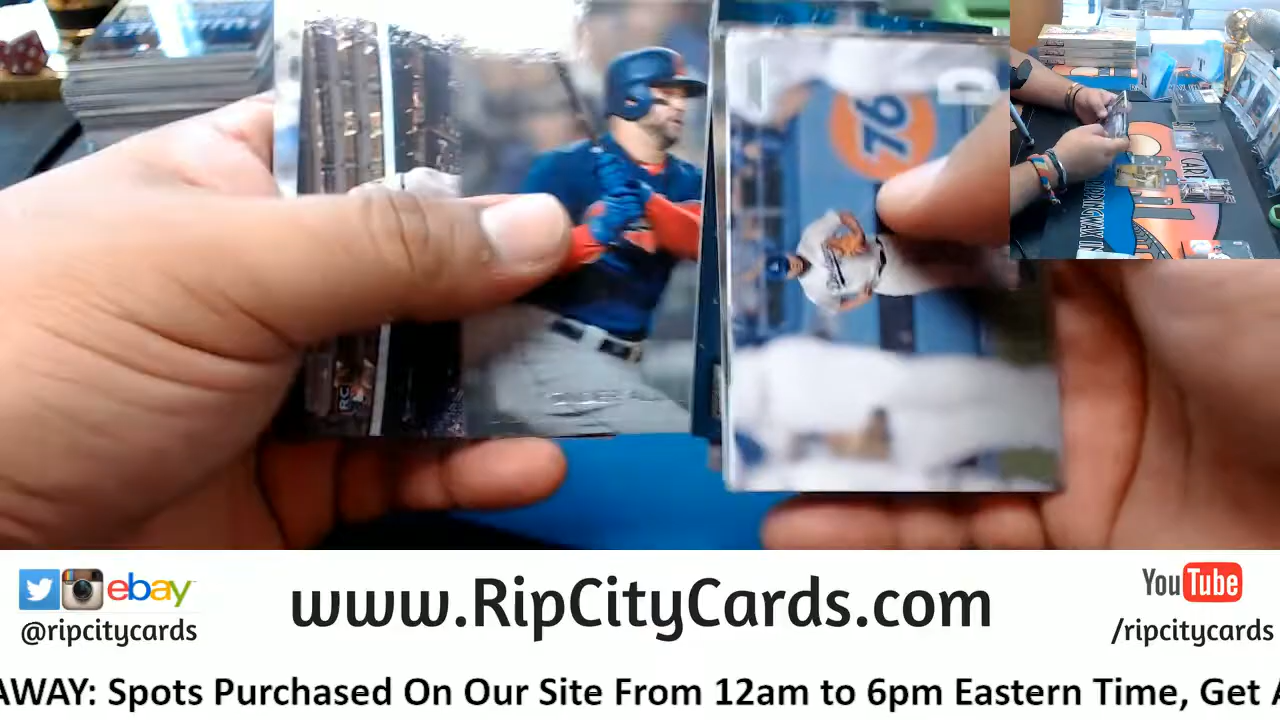 76
RC
ebay
@ripcitycards
www.RipCityCards.com
YouTube
/ripcitycards
AWAY: Spots Purchased On Our Site From 12am to 6pm Eastern Time, Get A